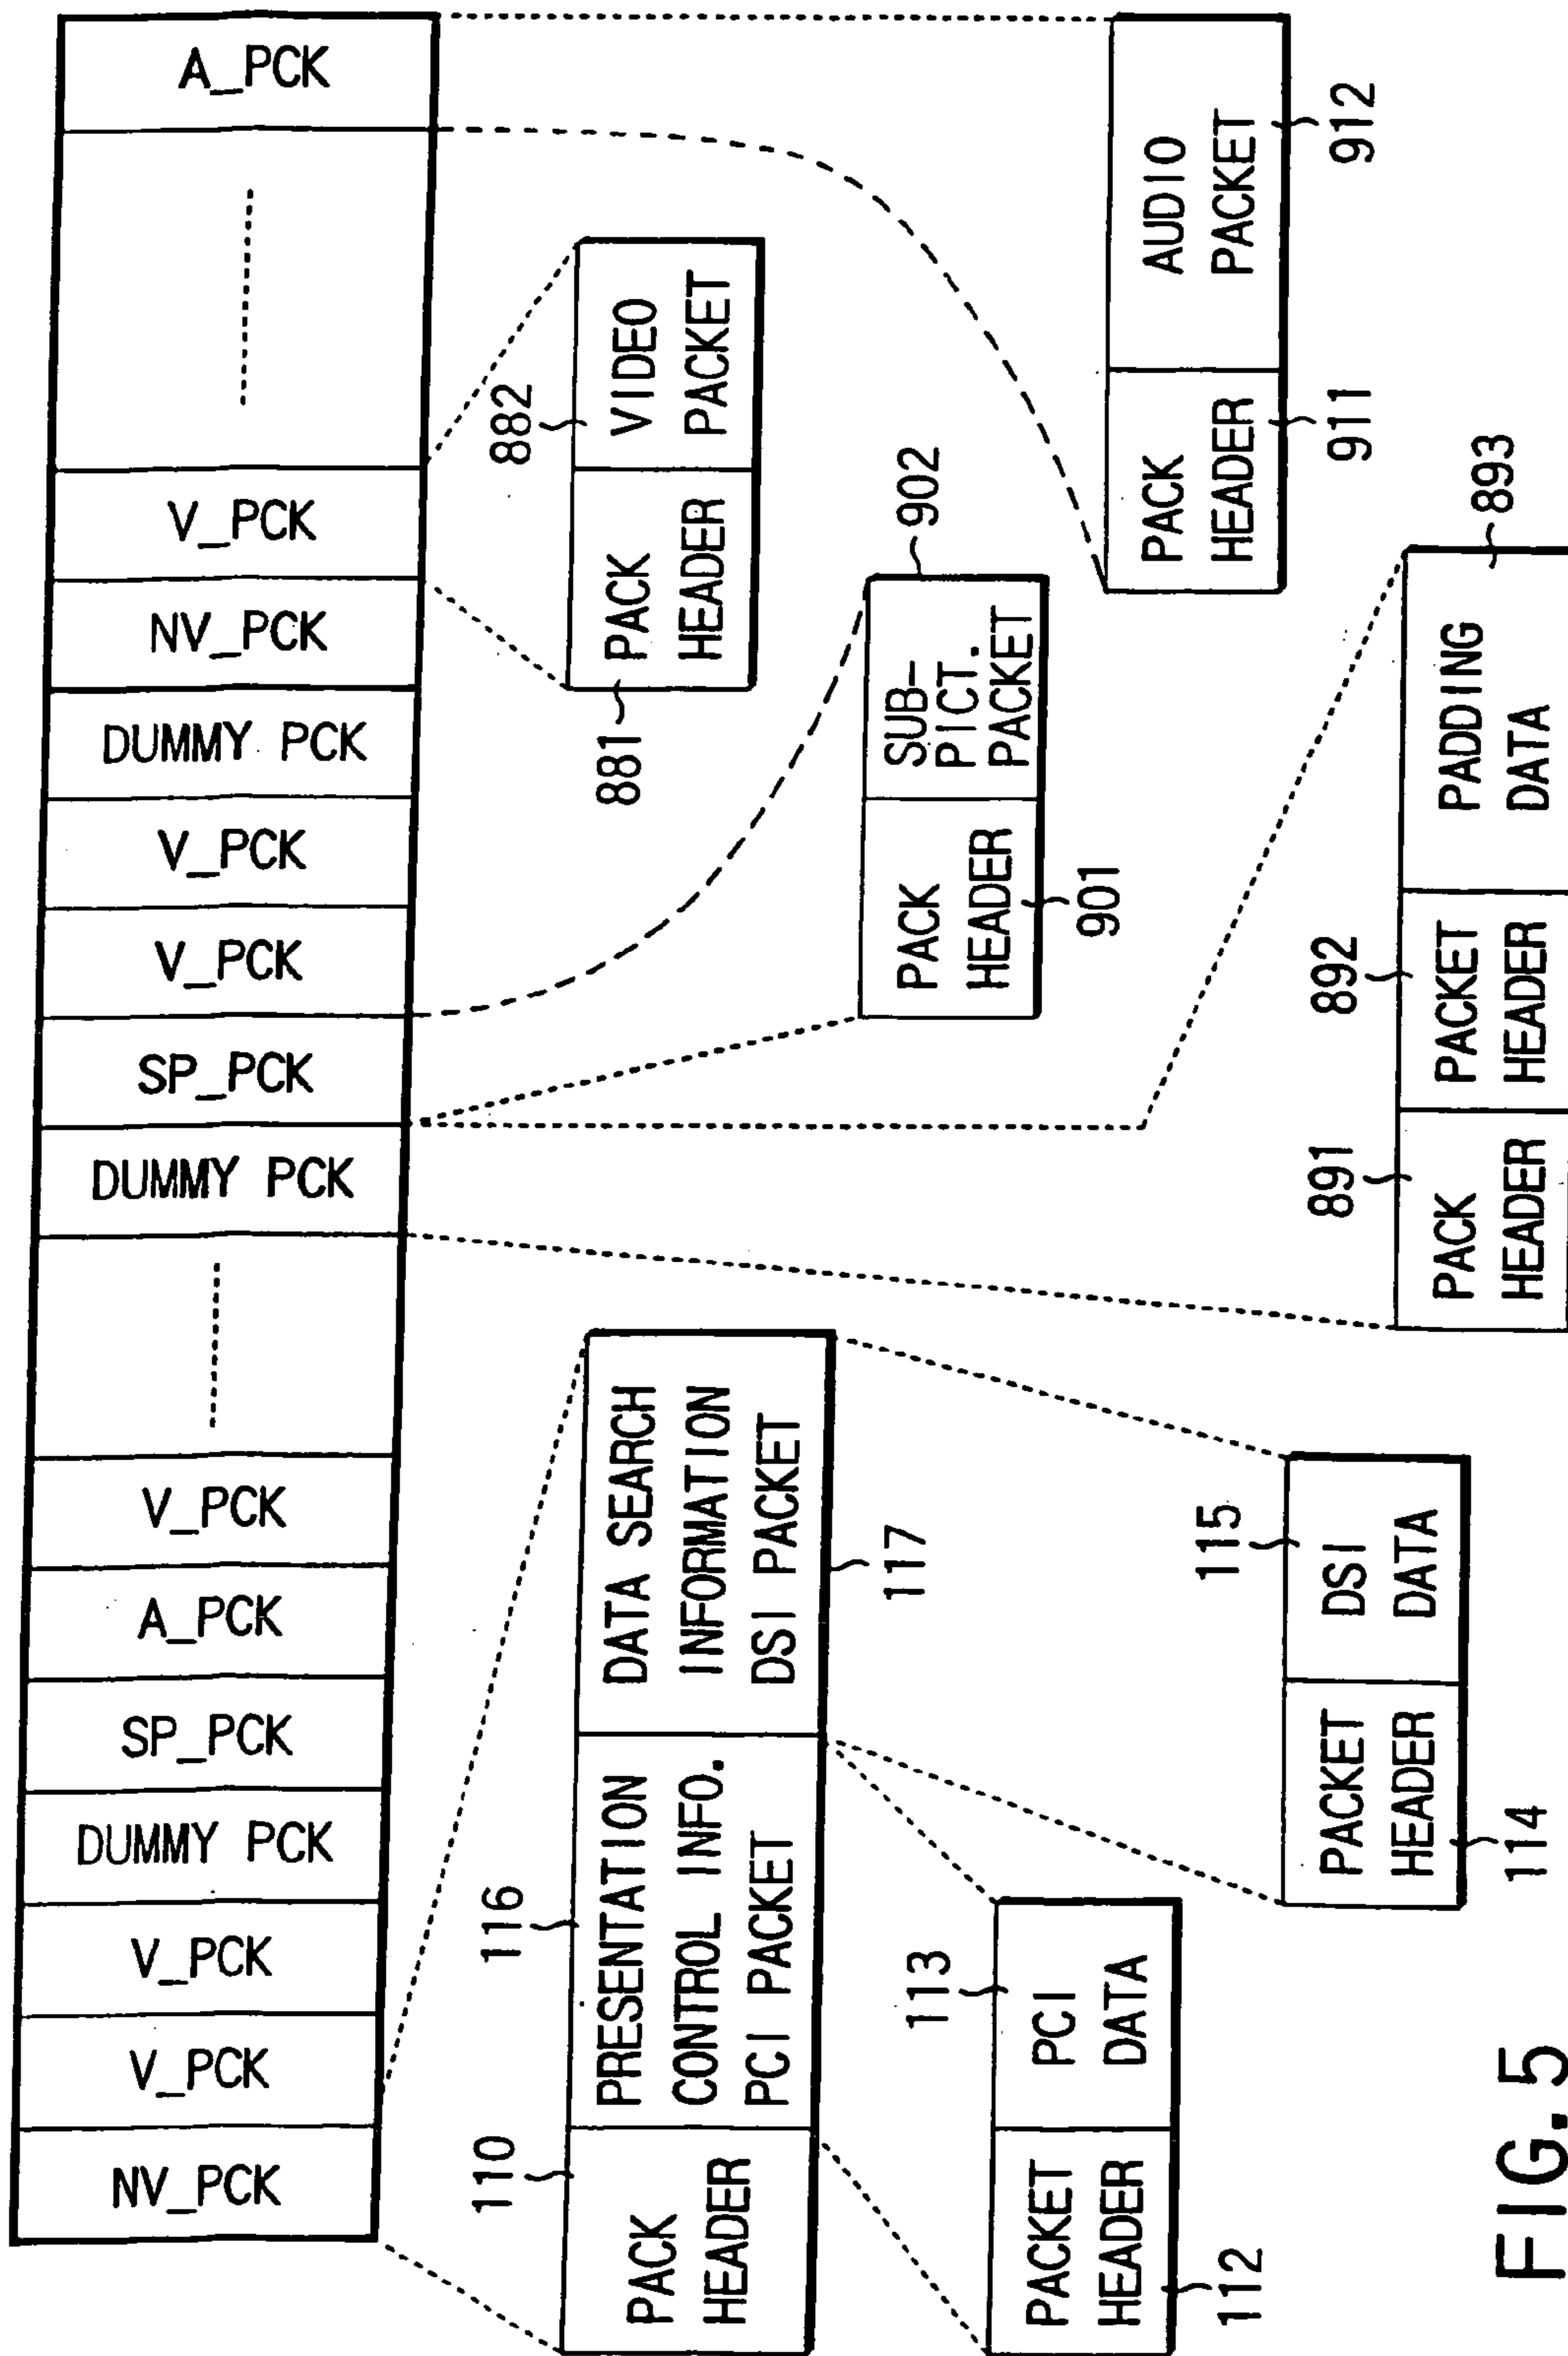 NV_PCK
V_PCK
V_PCK
DUMMY PCK
SP_PCK
A_PCK
V_PCK
DUMMY PCK
SP_PCK
V_PCK
V_PCK
DUMMY PCK
NV_PCK
V_PCK
A_PCK
110
116
PACK
HEADER
PRESENTATION
CONTROL INFO.
PCI PACKET
DATA SEARCH
INFORMATION
DSI PACKET
117
881
882
PACK
HEADER
VIDEO
PACKET
902
PACK
HEADER
SUB-
PICT.
PACKET
901
113
PACKET
HEADER
PCI
DATA
112
115
PACKET
HEADER
DSI
DATA
114
PACK
HEADER
AUDIO
PACKET
911
912
891
892
893
PACK
HEADER
PACKET
HEADER
PADDING
DATA
FIG.5